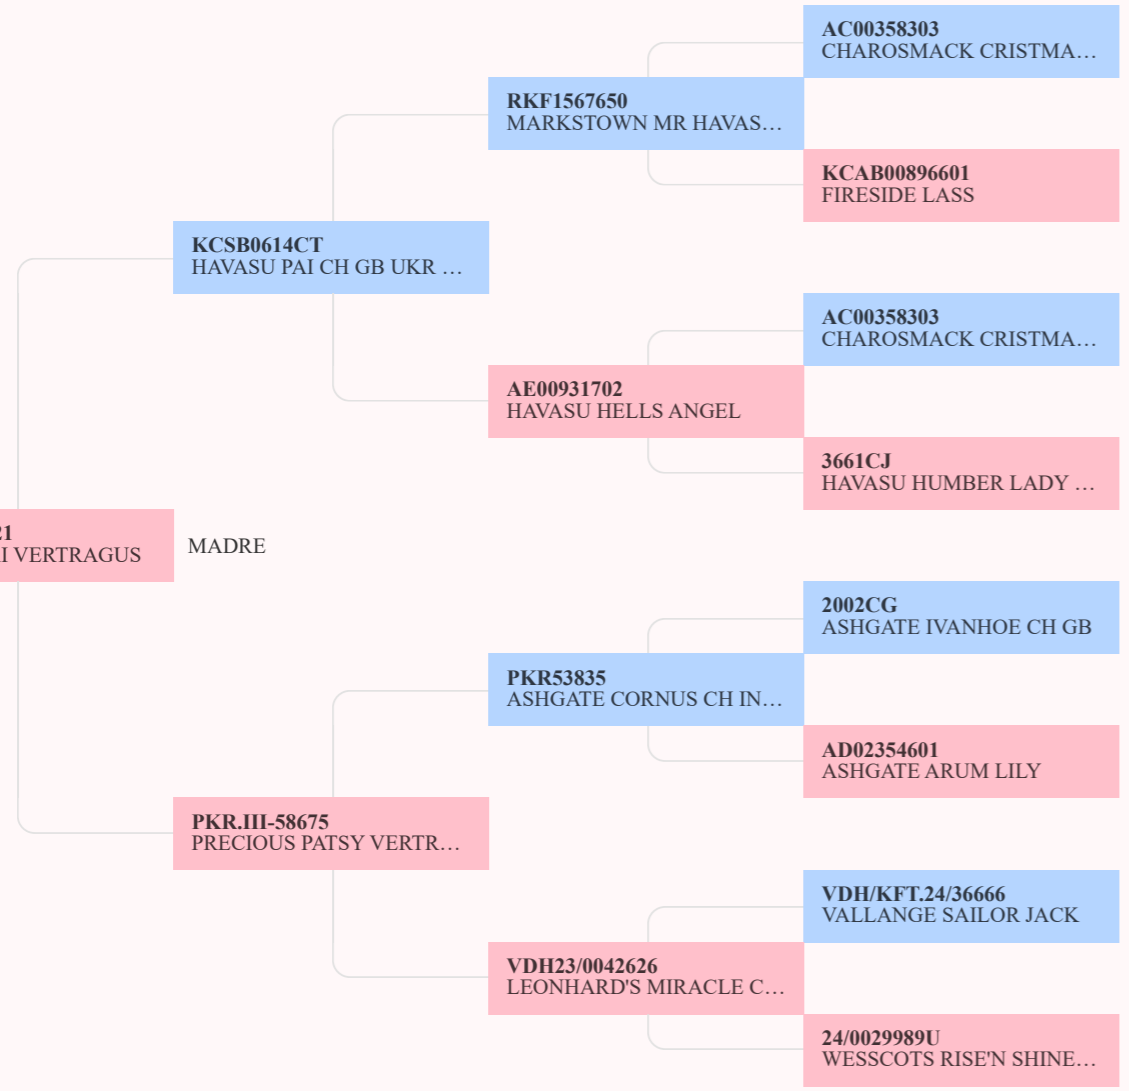 AC00358303
CHAROSMACK CRISTMA…
RKF1567650
MARKSTOWN MR HAVAS…
KCAB00896601
FIRESIDE LASS
KCSB0614CT
HAVASU PAI CH GB UKR …
AC00358303
CHAROSMACK CRISTMA…
AE00931702
HAVASU HELLS ANGEL
3661CJ
HAVASU HUMBER LADY …
21
I VERTRAGUS
MADRE
2002CG
ASHGATE IVANHOE CH GB
PKR53835
ASHGATE CORNUS CH IN…
AD02354601
ASHGATE ARUM LILY
PKR.III-58675
PRECIOUS PATSY VERTR…
VDH/KFT.24/36666
VALLANGE SAILOR JACK
VDH23/0042626
LEONHARD'S MIRACLE C…
24/0029989U
WESSCOTS RISE'N SHINE…